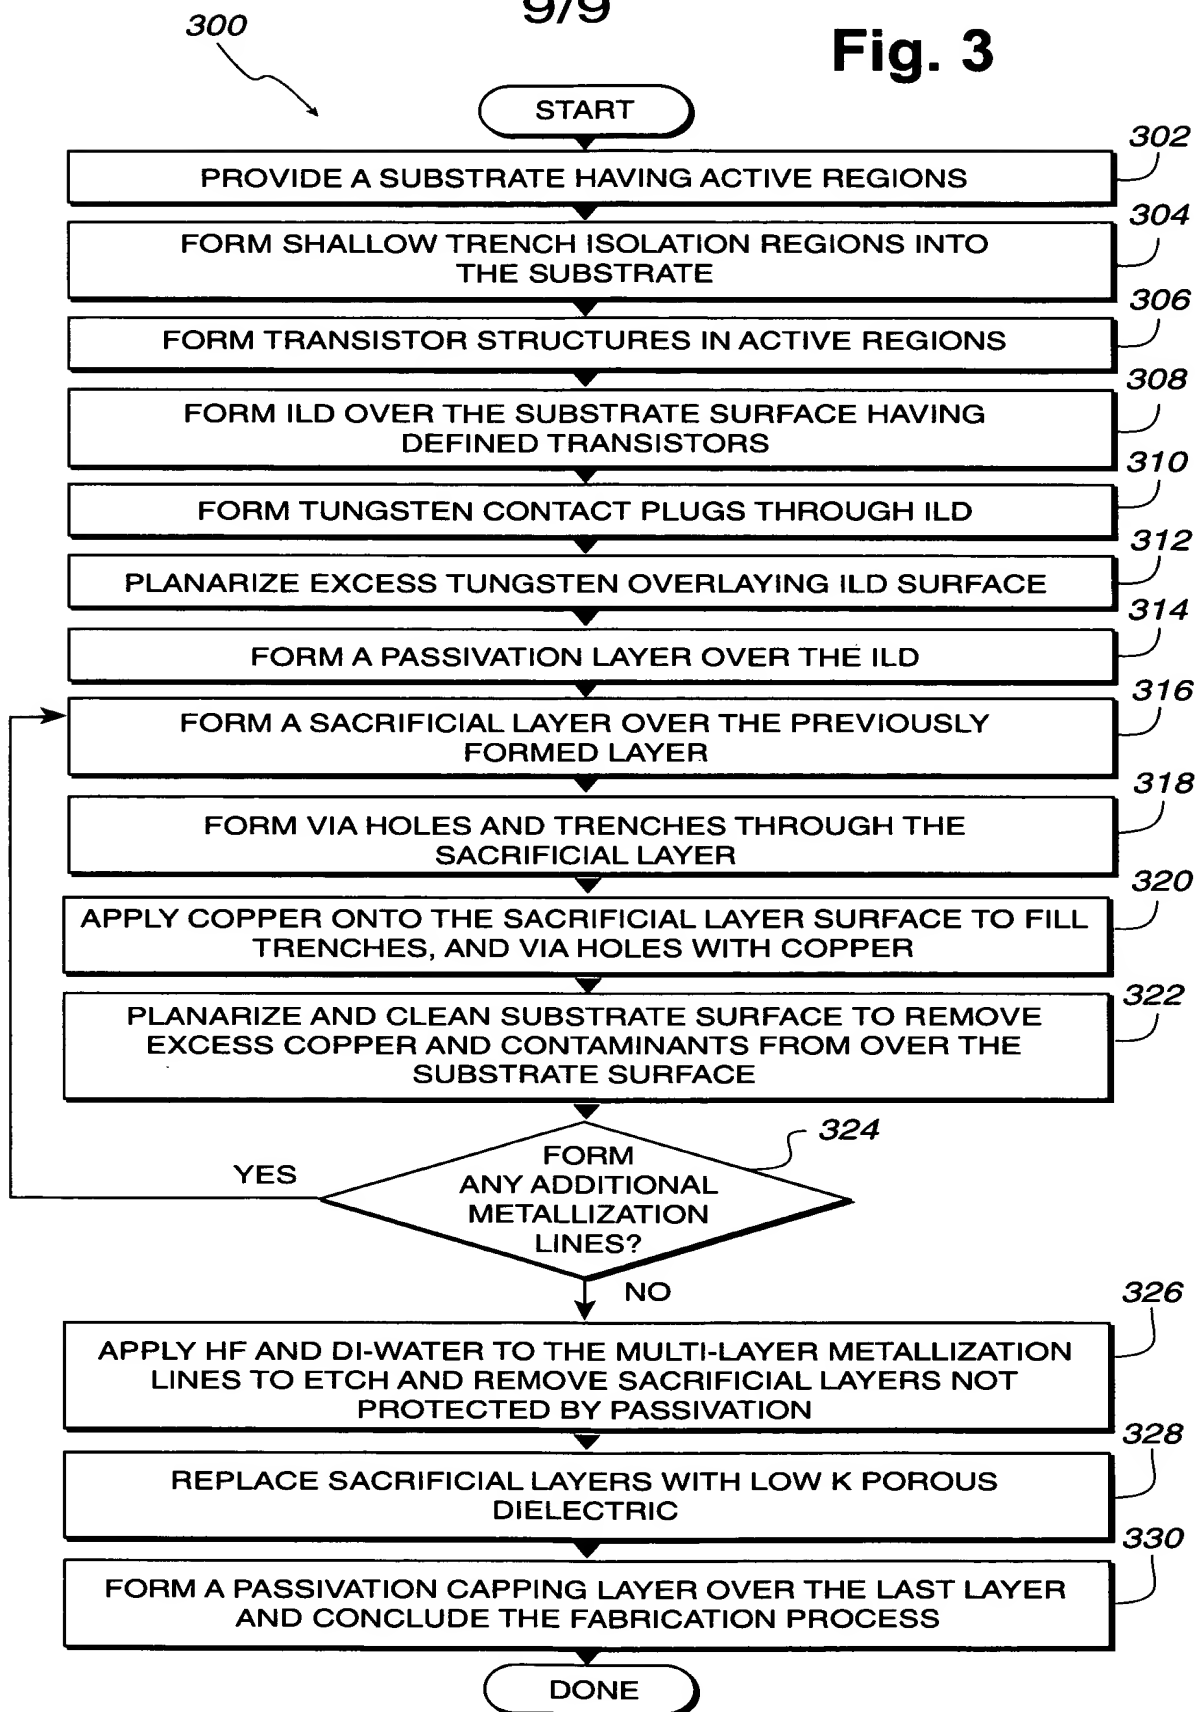 9/9
300
Fig. 3
START
302
PROVIDE A SUBSTRATE HAVING ACTIVE REGIONS
304
FORM SHALLOW TRENCH ISOLATION REGIONS INTO
THE SUBSTRATE
306
FORM TRANSISTOR STRUCTURES IN ACTIVE REGIONS
308
FORM ILD OVER THE SUBSTRATE SURFACE HAVING
DEFINED TRANSISTORS
310
FORM TUNGSTEN CONTACT PLUGS THROUGH ILD
312
PLANARIZE EXCESS TUNGSTEN OVERLAYING ILD SURFACE
314
FORM A PASSIVATION LAYER OVER THE ILD
316
FORM A SACRIFICIAL LAYER OVER THE PREVIOUSLY
FORMED LAYER
318
FORM VIA HOLES AND TRENCHES THROUGH THE
SACRIFICIAL LAYER
320
APPLY COPPER ONTO THE SACRIFICIAL LAYER SURFACE TO FILL
TRENCHES, AND VIA HOLES WITH COPPER
322
PLANARIZE AND CLEAN SUBSTRATE SURFACE TO REMOVE
EXCESS COPPER AND CONTAMINANTS FROM OVER THE
SUBSTRATE SURFACE
324
YES
FORM
ANY ADDITIONAL
METALLIZATION
LINES?
NO
326
APPLY HF AND DI-WATER TO THE MULTI-LAYER METALLIZATION
LINES TO ETCH AND REMOVE SACRIFICIAL LAYERS NOT
PROTECTED BY PASSIVATION
328
REPLACE SACRIFICIAL LAYERS WITH LOW K POROUS
DIELECTRIC
330
FORM A PASSIVATION CAPPING LAYER OVER THE LAST LAYER
AND CONCLUDE THE FABRICATION PROCESS
DONE